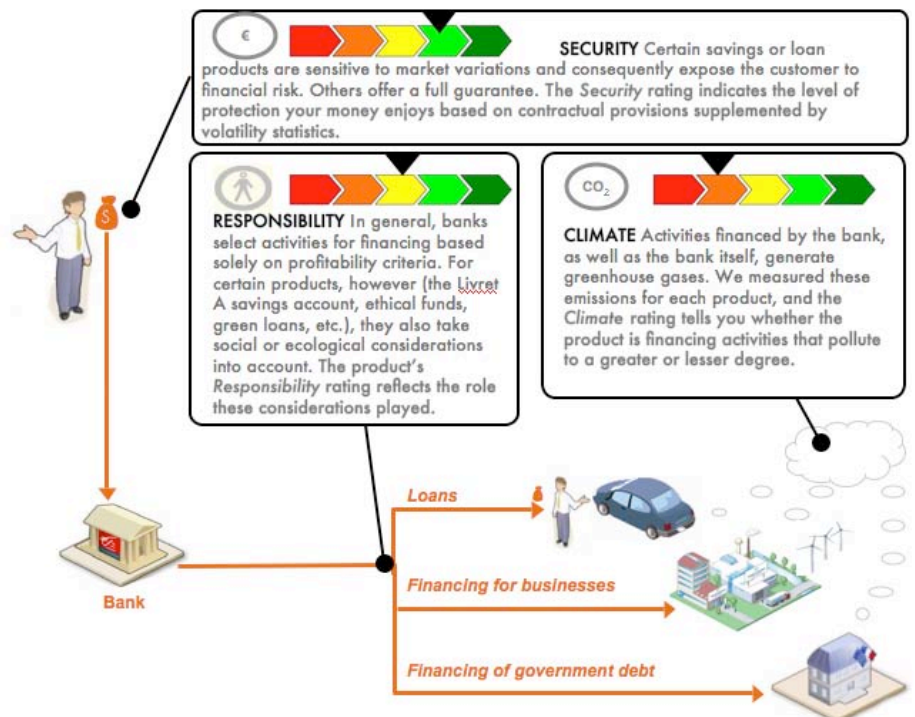 €
SECURITY Certain savings or loan
products are sensitive to market variations and consequently expose the customer to
financial risk. Others offer a full guarantee. The Security rating indicates the level of
protection your money enjoys based on contractual provisions supplemented by
volatility statistics.
RESPONSIBILITY In general, banks
select activities for financing based
solely on profitability criteria. For
certain products, however (the Livret
A savings account, ethical funds,
green loans, etc.), they also take
social or ecological considerations
into account. The product's
Responsibility rating reflects the role
these considerations played.
CO₂
CLIMATE Activities financed by the bank,
as well as the bank itself, generate
greenhouse gases. We measured these
emissions for each product, and the
Climate rating tells you whether the
product is financing activities that pollute
to a greater or lesser degree.
$
Loans
Bank
Financing for businesses
Financing of government debt